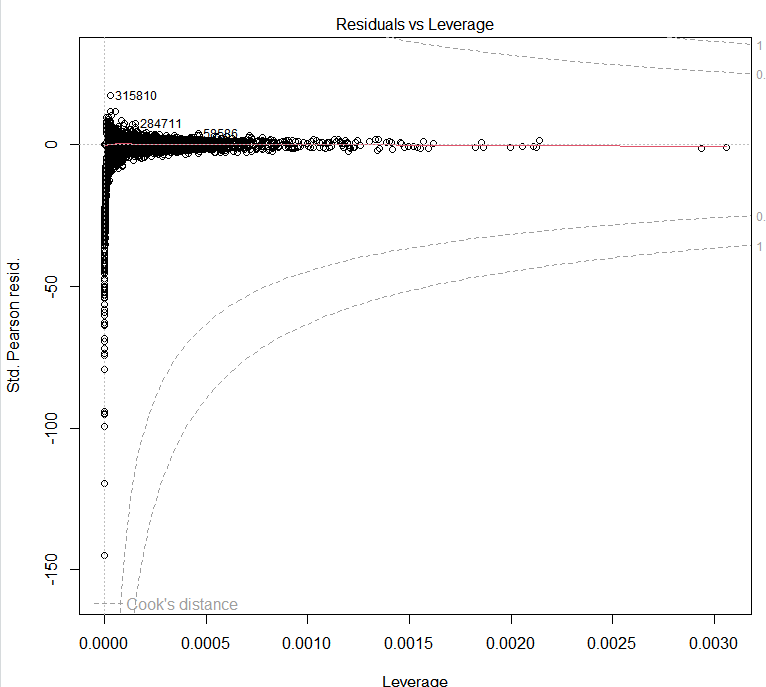 Residuals vs Leverage
1
0.
315810
284711
58586
0
0.
1
-50
-100
-150
Std. Pearson resid.
Cook's distance
0.0000 0.0005 0.0010 0.0015 0.0020 0.0025 0.0030
Leverage